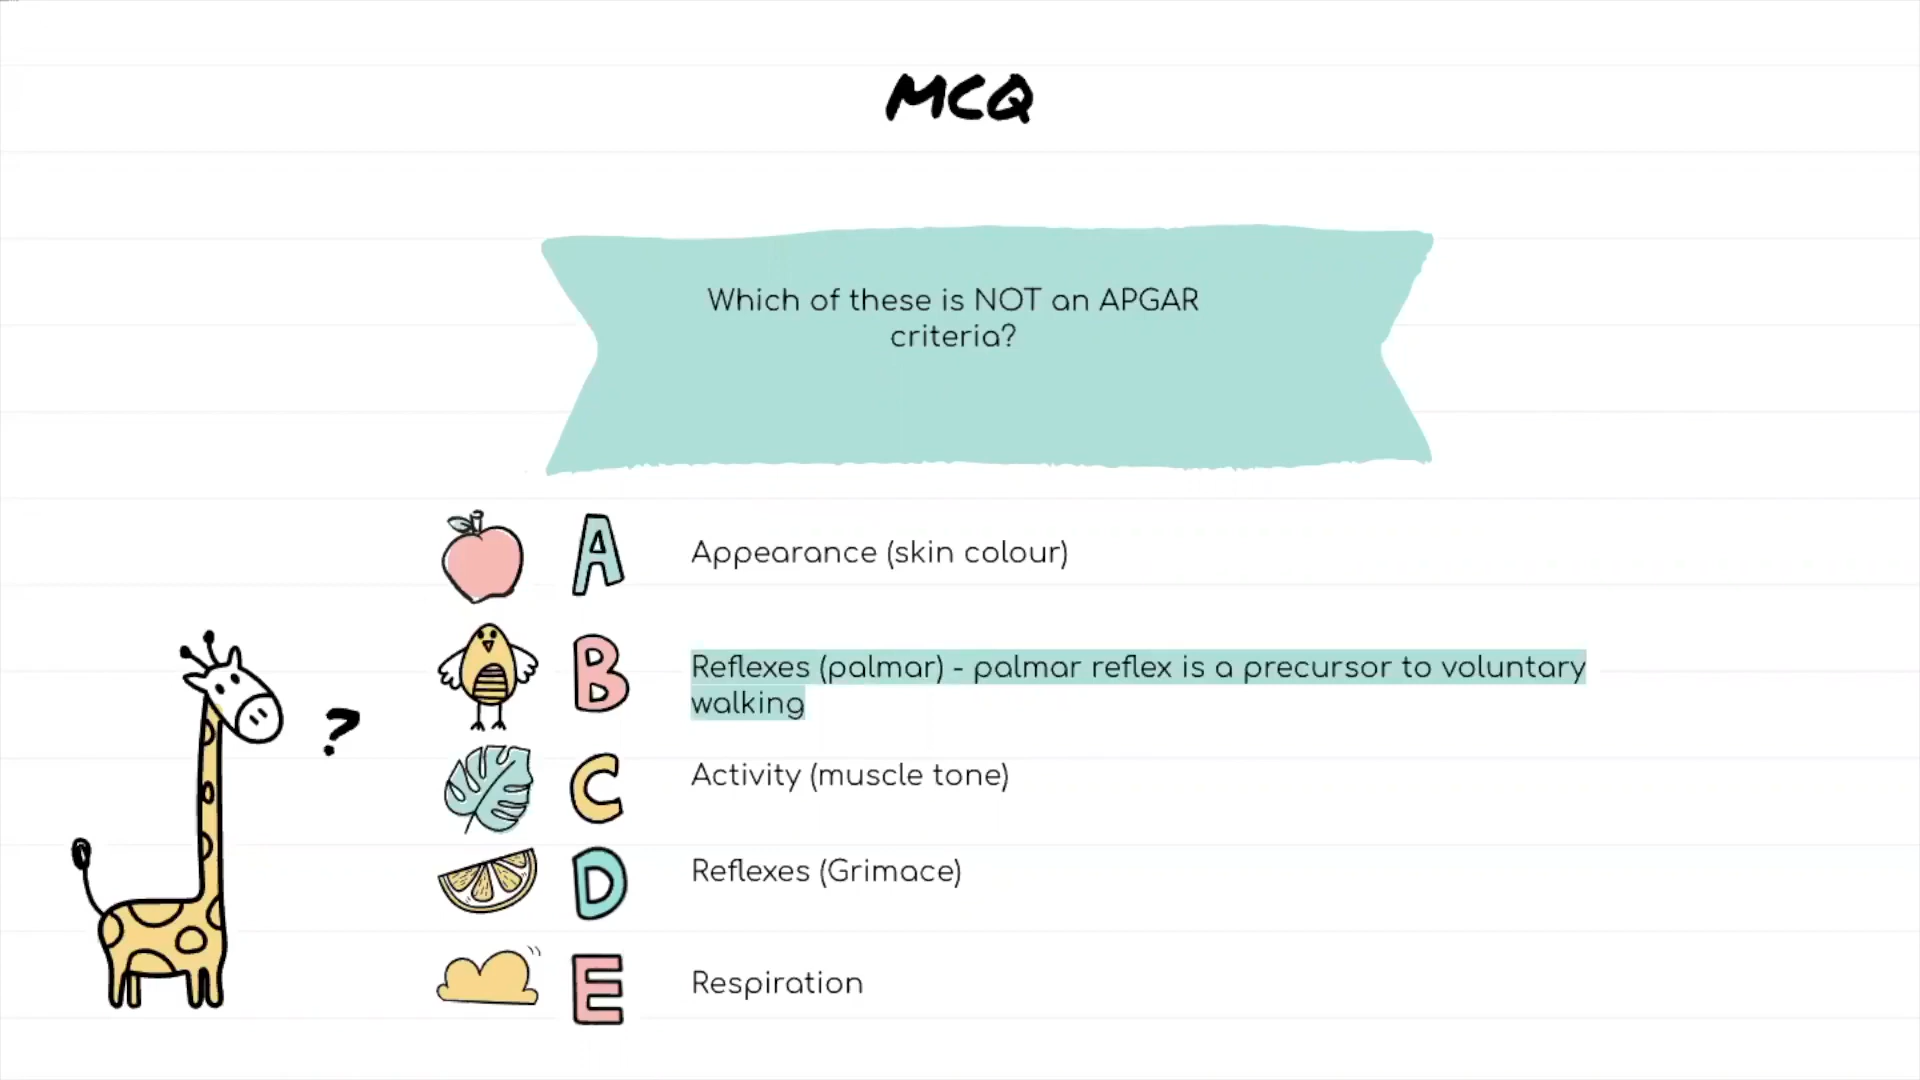 MCQ
Which of these is NOT an APGAR
criteria?
A Appearance (skin colour)
B Reflexes (palmar) - palmar reflex is a precursor to voluntary
walking
?
C Activity (muscle tone)
D Reflexes (Grimace)
E Respiration